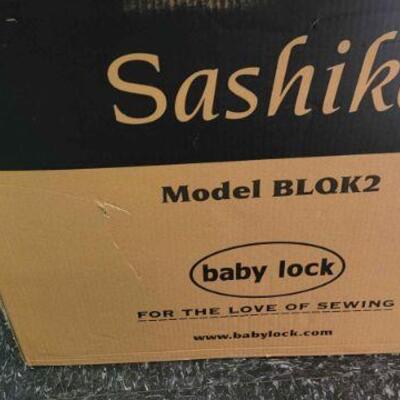 Sashik
Model BLQK2
baby lock
FOR THE LOVE OF SEWING
www.babylock.com